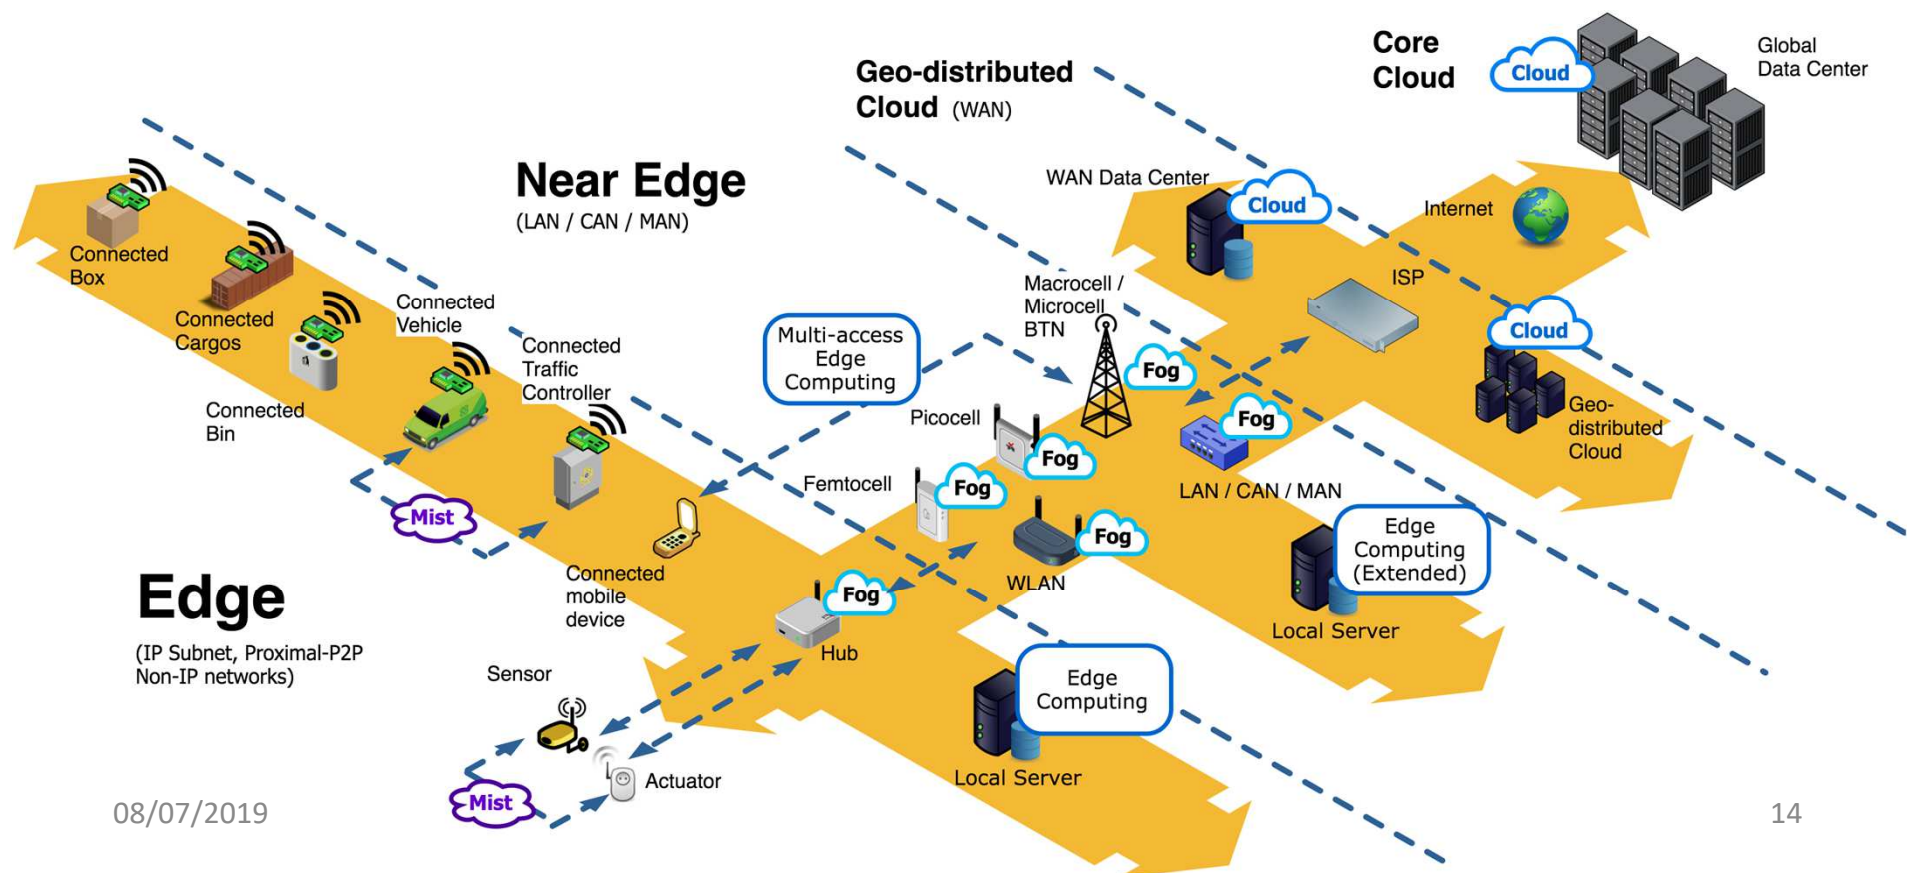 Core
Cloud
Cloud
Global
Data Center
Geo-distributed
Cloud (WAN)
Near Edge
(LAN / CAN / MAN)
WAN Data Center
Cloud
Internet
ISP
Cloud
Geo-
distributed
Cloud
Macrocell /
Microcell
BTN
Fog
Multi-access
Edge
Computing
Picocell
Fog
Fog
LAN / CAN / MAN
Femtocell
Fog
Fog
WLAN
Edge
Computing
(Extended)
Local Server
Connected
Box
Connected
Cargos
Connected
Bin
Connected
Vehicle
Connected
Traffic
Controller
Mist
Connected
mobile
device
Fog
Hub
Edge
(IP Subnet, Proximal-P2P
Non-IP networks)
Sensor
Actuator
Mist
Edge
Computing
Local Server
08/07/2019
14